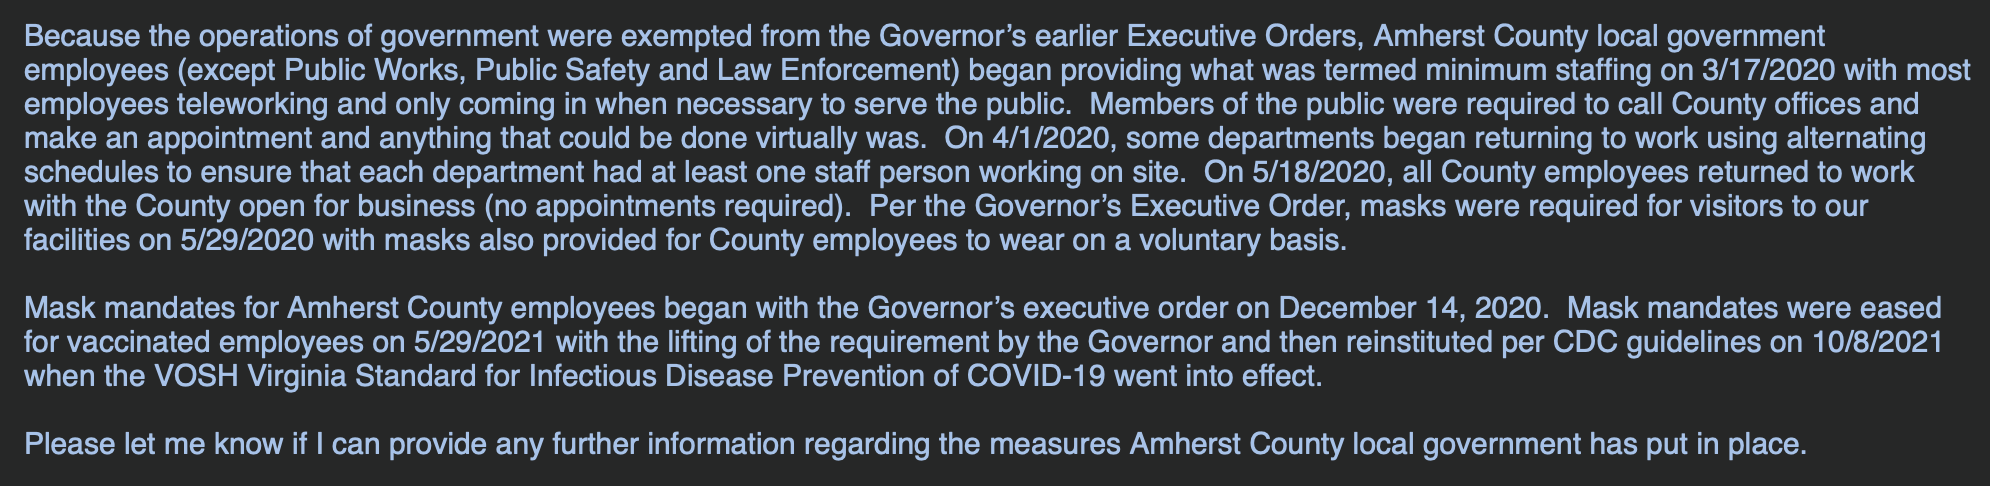 Because the operations of government were exempted from the Governor’s earlier Executive Orders, Amherst County local government
employees (except Public Works, Public Safety and Law Enforcement) began providing what was termed minimum staffing on 3/17/2020 with most
employees teleworking and only coming in when necessary to serve the public.  Members of the public were required to call County offices and
make an appointment and anything that could be done virtually was.  On 4/1/2020, some departments began returning to work using alternating
schedules to ensure that each department had at least one staff person working on site.  On 5/18/2020, all County employees returned to work
with the County open for business (no appointments required).  Per the Governor’s Executive Order, masks were required for visitors to our
facilities on 5/29/2020 with masks also provided for County employees to wear on a voluntary basis.

Mask mandates for Amherst County employees began with the Governor’s executive order on December 14, 2020.  Mask mandates were eased
for vaccinated employees on 5/29/2021 with the lifting of the requirement by the Governor and then reinstituted per CDC guidelines on 10/8/2021
when the VOSH Virginia Standard for Infectious Disease Prevention of COVID-19 went into effect.

Please let me know if I can provide any further information regarding the measures Amherst County local government has put in place.